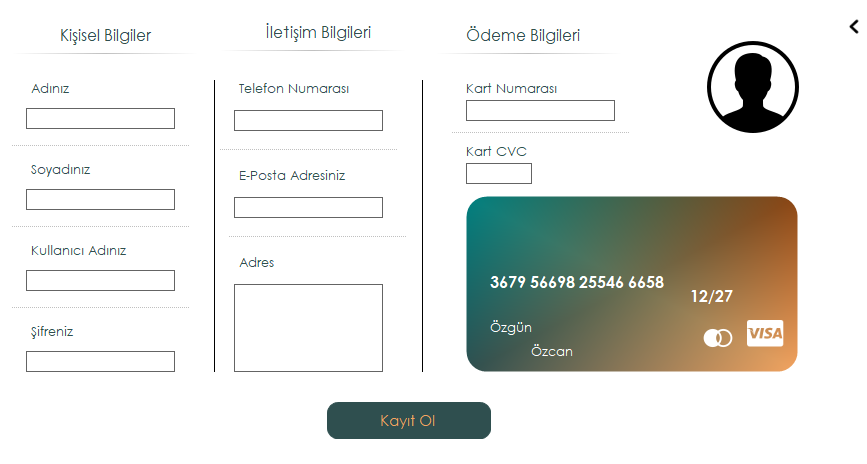 Kişisel Bilgiler
Adınız
Soyadınız
Kullanıcı Adınız
Şifreniz
İletişim Bilgileri
Telefon Numarası
E-Posta Adresiniz
Adres
Ödeme Bilgileri
Kart Numarası
Kart CVC
3679 56698 25546 6658
12/27
Özgün
Özcan
VISA
Kayıt Ol